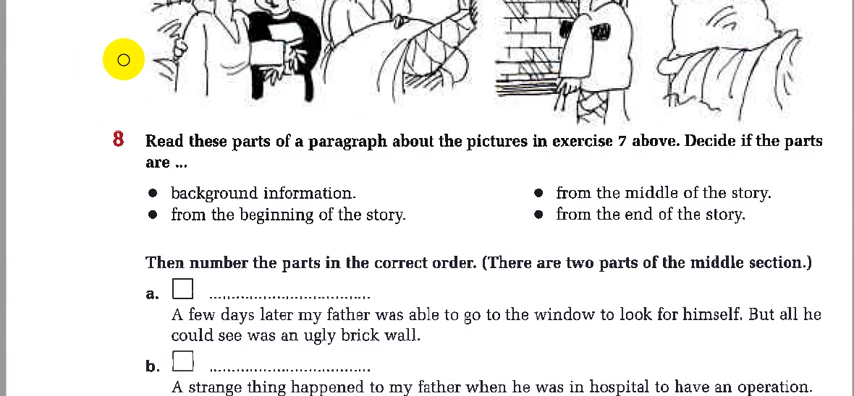 8 Read these parts of a paragraph about the pictures in exercise 7 above. Decide if the parts
are ...
• background information.
• from the beginning of the story.
• from the middle of the story.
• from the end of the story.
Then number the parts in the correct order. (There are two parts of the middle section.)
a. □ .................................
A few days later my father was able to go to the window to look for himself. But all he
could see was an ugly brick wall.
b. □ .................................
A strange thing happened to my father when he was in hospital to have an operation.